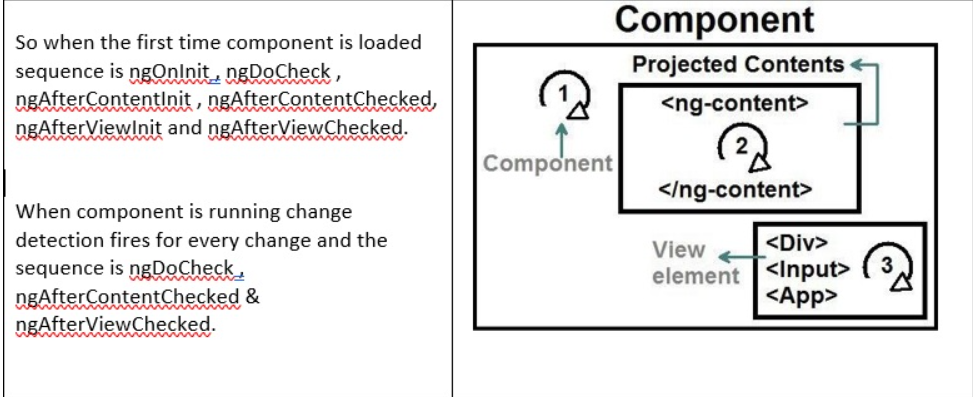 So when the first time component is loaded
sequence is ngOnInit , ngDoCheck ,
ngAfterContentInit , ngAfterContentChecked,
ngAfterViewInit and ngAfterViewChecked.
When component is running change
detection fires for every change and the
sequence is ngDoCheck ,
ngAfterContentChecked &
ngAfterViewChecked.
Component
Projected Contents
1
<ng-content>
2
Component
</ng-content>
View
element
<Div>
<Input>
<App>
3